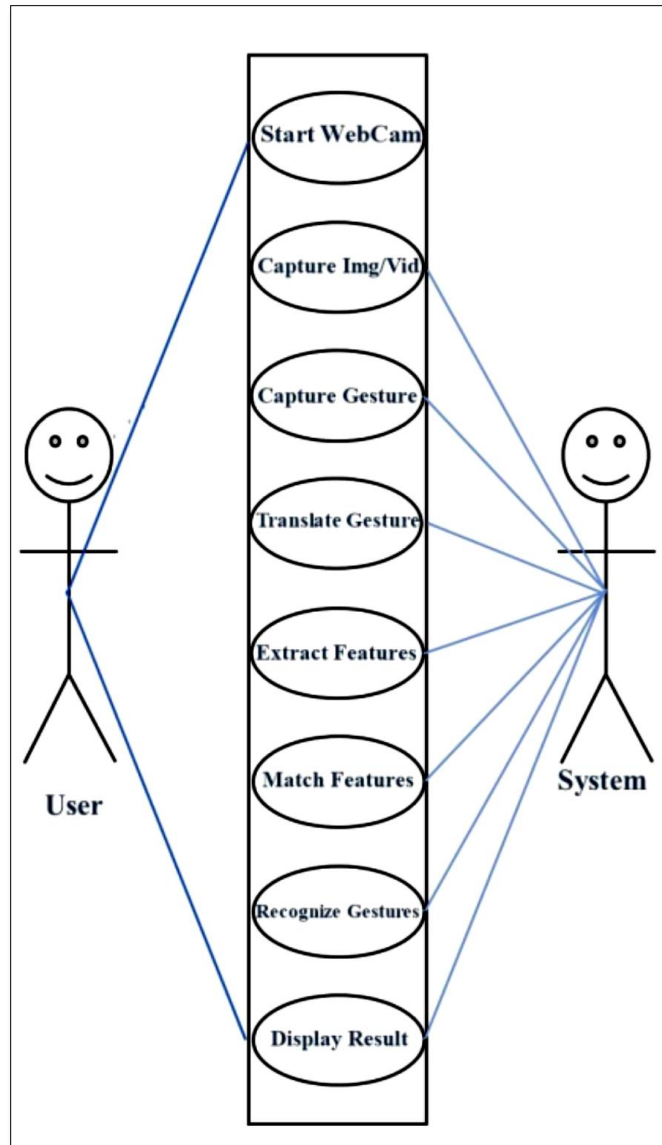 Start WebCam
Capture Img/Vid
Capture Gesture
Translate Gesture
Extract Features
Match Features
Recognize Gestures
Display Result
User
System